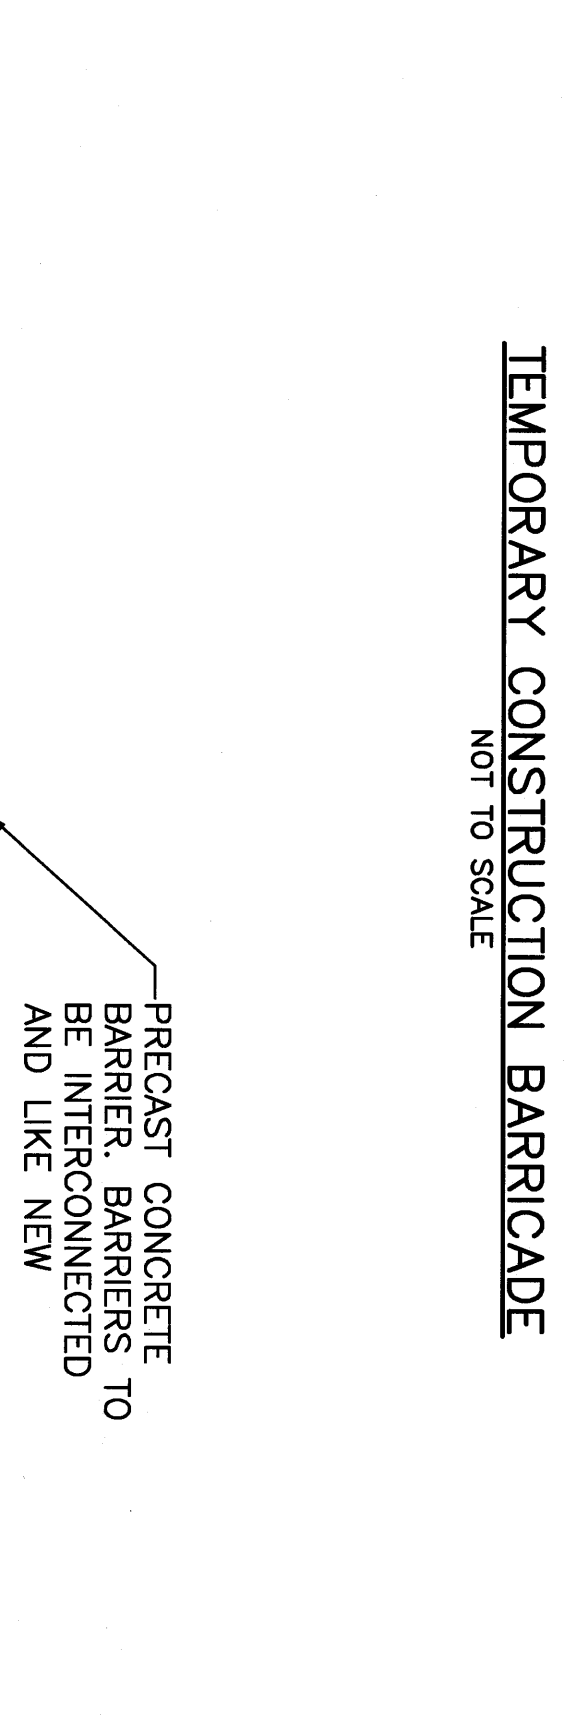 TEMPORARY CONSTRUCTION BARRICADE
NOT TO SCALE
PRECAST CONCRETE
BARRIER. BARRIERS TO
BE INTERCONNECTED
AND LIKE NEW